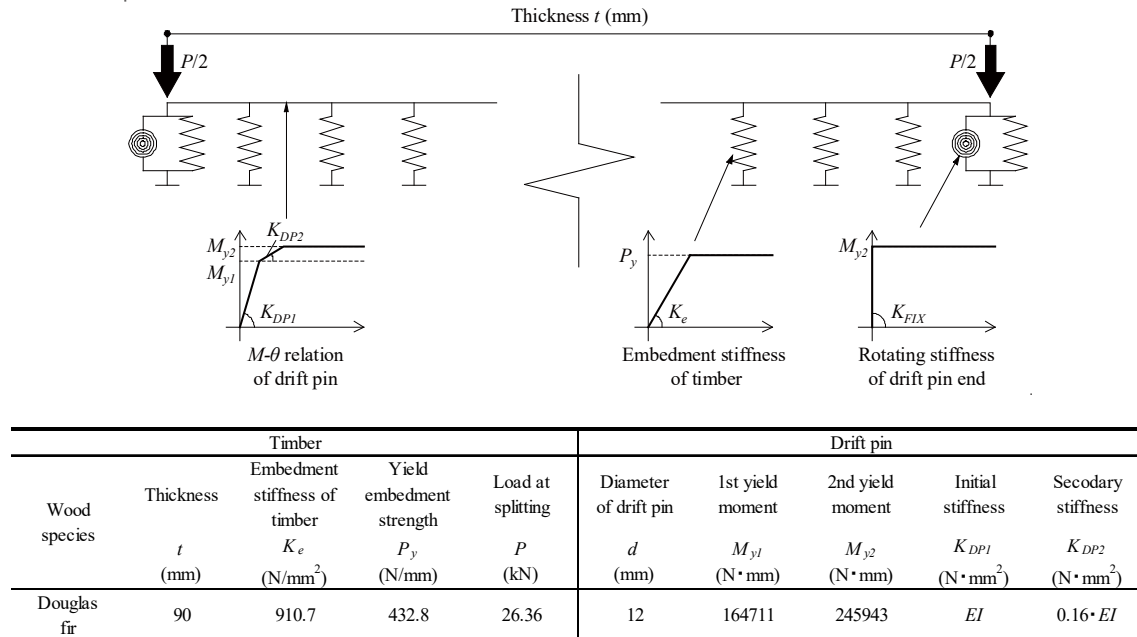 Thickness t (mm)
P/2
P/2
M_y2
M_y1
K_DP2
K_DP1
M-θ relation
of drift pin
P_y
K_e
Embedment stiffness
of timber
M_y2
K_FIX
Rotating stiffness
of drift pin end
Timber
Drift pin
Wood
species
Thickness
t
(mm)
Embedment
stiffness of
timber
K_e
(N/mm²)
Yield
embedment
strength
P_y
(N/mm)
Load at
splitting
P
(kN)
Diameter
of drift pin
d
(mm)
1st yield
moment
M_y1
(N・mm)
2nd yield
moment
M_y2
(N・mm)
Initial
stiffness
K_DP1
(N・mm²)
Secodary
stiffness
K_DP2
(N・mm²)
Douglas
fir
90
910.7
432.8
26.36
12
164711
245943
EI
0.16・EI